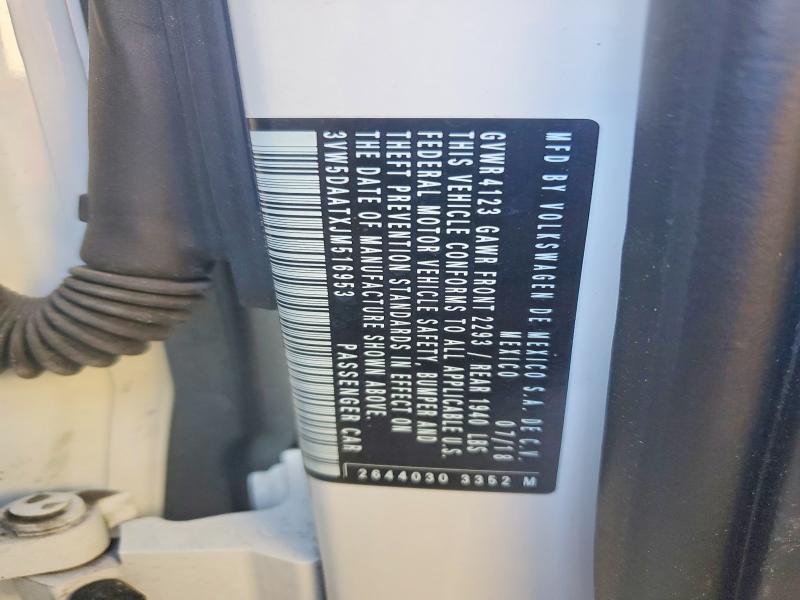 MFD BY VOLKSWAGEN DE MEXICO S.A. DE C.V.
MEXICO 07/18
GVWR 4123 GAWR FRONT 2293 / REAR 1940 LBS
THIS VEHICLE CONFORMS TO ALL APPLICABLE U.S.
FEDERAL MOTOR VEHICLE SAFETY, BUMPER AND
THEFT PREVENTION STANDARDS IN EFFECT ON
THE DATE OF MANUFACTURE SHOWN ABOVE.
3VW5DAATXJM516953 PASSENGER CAR
2644030 3352 M